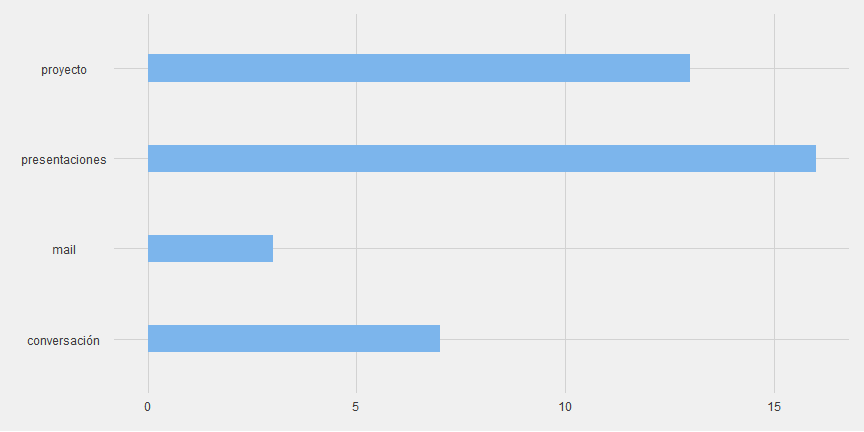 proyecto
presentaciones
mail
conversación
0 5 10 15